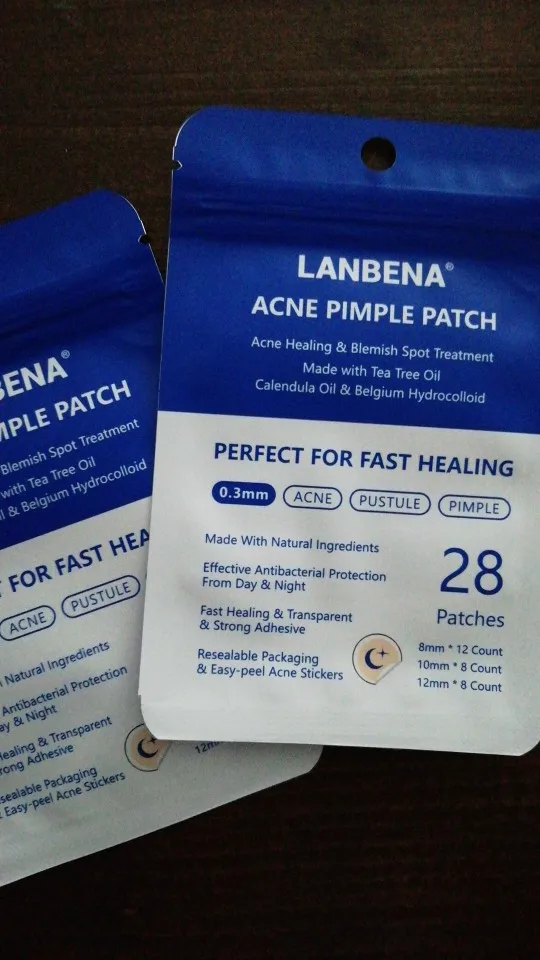 LANBENA®
ACNE PIMPLE PATCH
Acne Healing & Blemish Spot Treatment
Made with Tea Tree Oil
Calendula Oil & Belgium Hydrocolloid
PERFECT FOR FAST HEALING
0.3mm ACNE PUSTULE PIMPLE
Made With Natural Ingredients
Effective Antibacterial Protection
From Day & Night
Fast Healing & Transparent
& Strong Adhesive
Resealable Packaging
& Easy-peel Acne Stickers
28
Patches
8mm * 12 Count
10mm * 8 Count
12mm * 8 Count
BENA®
MPLE PATCH
Blemish Spot Treatment
with Tea Tree Oil
l & Belgium Hydrocolloid
FOR FAST HEA
ACNE PUSTULE
Natural Ingredients
Antibacterial Protection
ay & Night
ealing & Transparent
rong Adhesive
sealable Packaging
Easy-peel Acne Stickers
12m